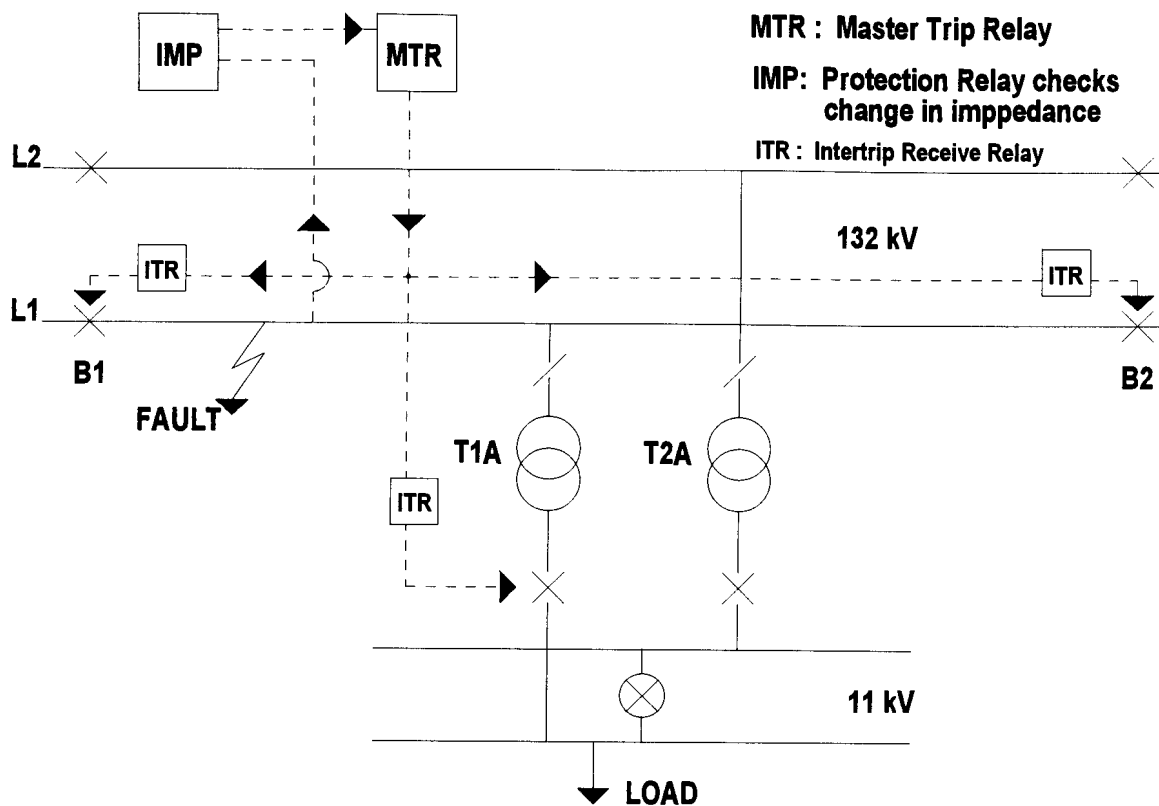 IMP
MTR
MTR : Master Trip Relay
IMP: Protection Relay checks
change in imppedance
ITR : Intertrip Receive Relay
L2
132 kV
ITR
ITR
L1
B1
B2
FAULT
T1A
T2A
ITR
11 kV
LOAD